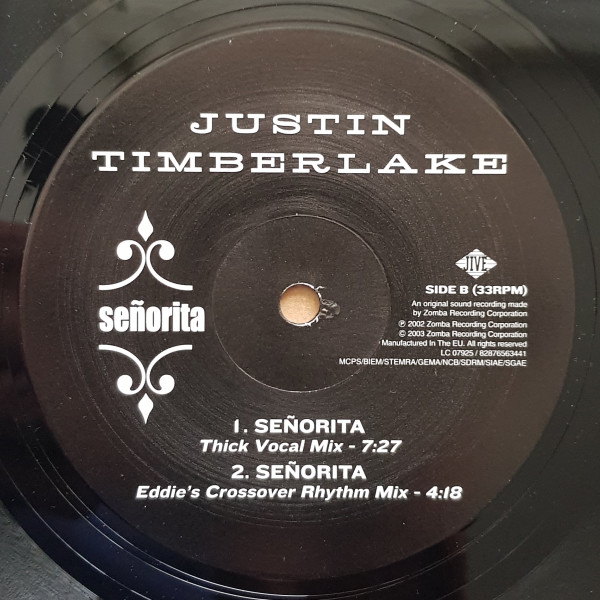 JUSTIN
TIMBERLAKE
señorita
JIVE
SIDE B (33RPM)
An original sound recording made
by Zomba Recording Corporation
℗ 2002 Zomba Recording Corporation
© 2003 Zomba Recording Corporation
Manufactured In The EU. All rights reserved
LC 07925 / 82876563441
MCPS/BIEM/STEMRA/GEMA/NCB/SDRM/SIAE/SGAE
1. SEÑORITA
Thick Vocal Mix - 7:27
2. SEÑORITA
Eddie's Crossover Rhythm Mix - 4:18